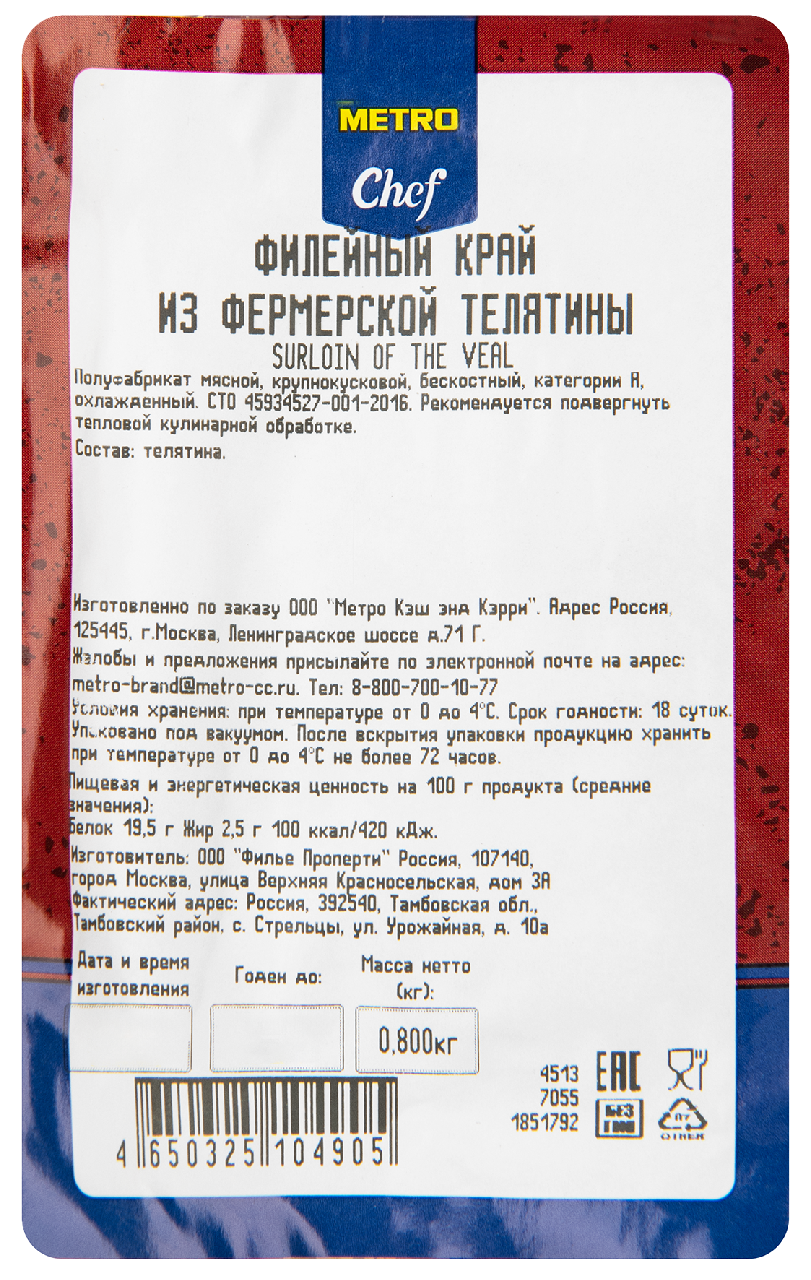 METRO
Chef
ФИЛЕЙНЫЙ КРАЙ
ИЗ ФЕРМЕРСКОЙ ТЕЛЯТИНЫ
SURLOIN OF THE VEAL
Полуфабрикат мясной, крупнокусковой, бескостный, категории А,
охлажденный. СТО 45934527-001-2016. Рекомендуется подвергнуть
тепловой кулинарной обработке.
Состав: телятина.
Изготовленно по заказу ООО "Метро Кэш энд Кэрри". Адрес Россия,
125445, г.Москва, Ленинградское шоссе д.71 Г.
Жалобы и предложения присылайте по электронной почте на адрес:
metro-brand@metro-cc.ru. Тел: 8-800-700-10-77
Условия хранения: при температуре от 0 до 4°С. Срок годности: 18 суток.
Упаковано под вакуумом. После вскрытия упаковки продукцию хранить
при температуре от 0 до 4°С не более 72 часов.
Пищевая и энергетическая ценность на 100 г продукта (средние
значения):
белок 19,5 г Жир 2,5 г 100 ккал/420 кДж.
Изготовитель: ООО "Филье Проперти" Россия, 107140,
город Москва, улица Верхняя Красносельская, дом 3А
Фактический адрес: Россия, 392540, Тамбовская обл.,
Тамбовский район, с. Стрельцы, ул. Урожайная, д. 10а
Дата и время
изготовления
Годен до:
Масса нетто
(кг):
0,800кг
4513
7055
1851792
EAC
БЕЗ
ГМО
07
OTHER
4 650325 104905